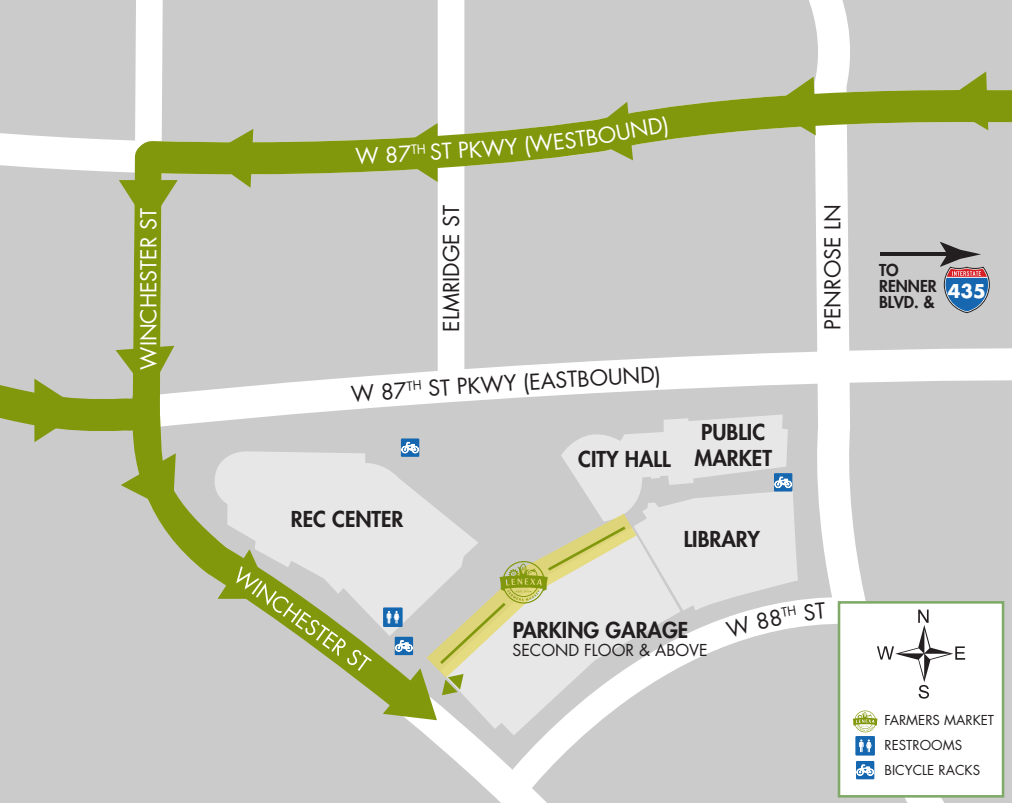 W 87TH ST PKWY (WESTBOUND)
WINCHESTER ST
ELMRIDGE ST
PENROSE LN
TO
RENNER
BLVD. &
INTERSTATE
435
W 87TH ST PKWY (EASTBOUND)
PUBLIC
MARKET
CITY HALL
REC CENTER
LIBRARY
LENEXA
WINCHESTER ST
PARKING GARAGE
SECOND FLOOR & ABOVE
W 88TH ST
N
W
E
S
LENEXA
FARMERS MARKET
RESTROOMS
BICYCLE RACKS